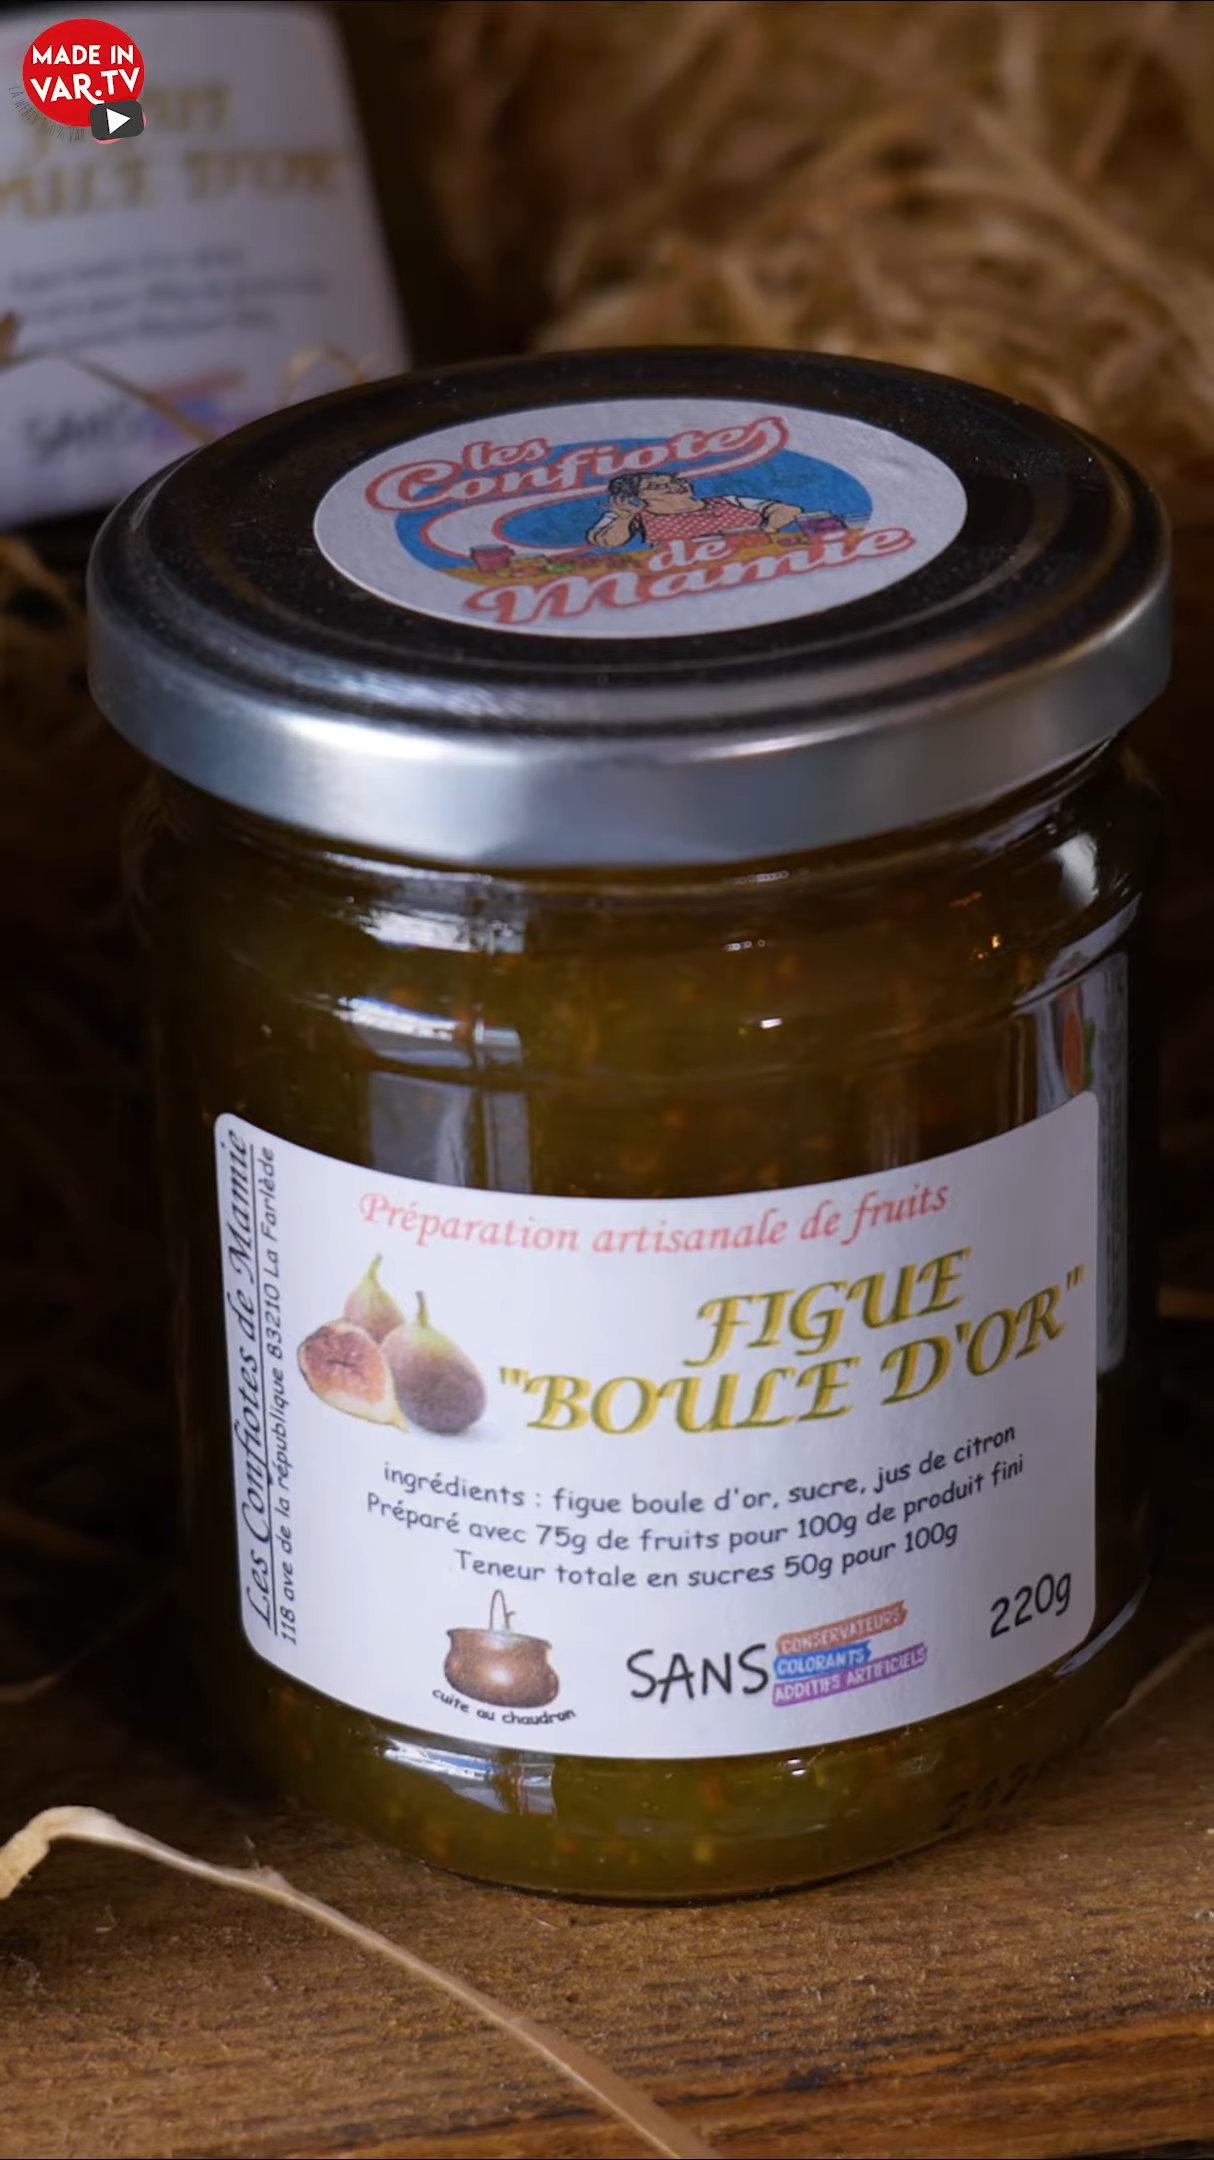 MADE IN
VAR.TV
BOULE D'OR
SANS
les
Confiotes
de
Mamie
Les Confiotes de Mamie
118 ave de la république 83210 La Farlède
Préparation artisanale de fruits
FIGUE
"BOULE D'OR"
ingrédients : figue boule d'or, sucre, jus de citron
Préparé avec 75g de fruits pour 100g de produit fini
Teneur totale en sucres 50g pour 100g
cuite au chaudron
SANS
CONSERVATEURS
COLORANTS
ADDITIFS ARTIFICIELS
220g